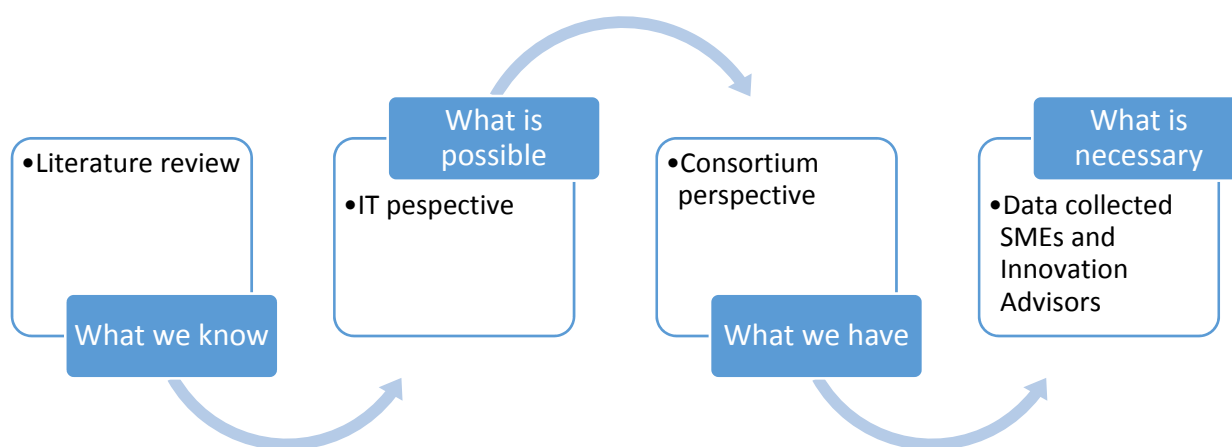 •Literature review
What we know
What is
possible
•IT pespective
•Consortium
perspective
What we have
What is
necessary
•Data collected
SMEs and
Innovation
Advisors